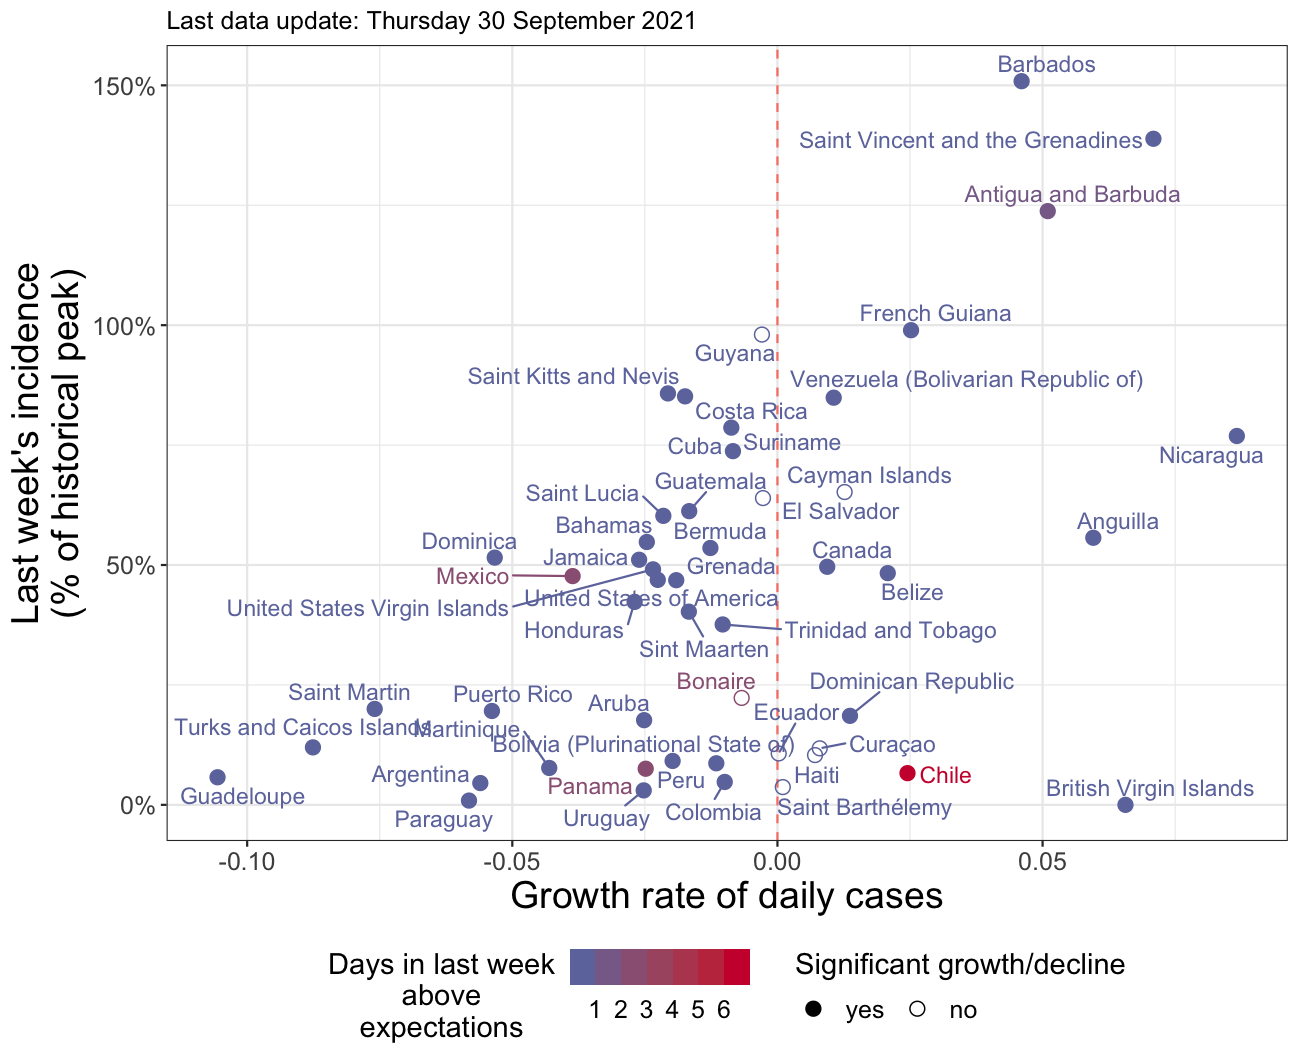 Last data update: Thursday 30 September 2021
Last week's incidence
(% of historical peak)
150%
100%
50%
0%
Barbados
Saint Vincent and the Grenadines
Antigua and Barbuda
French Guiana
Guyana
Saint Kitts and Nevis
Venezuela (Bolivarian Republic of)
Costa Rica
Cuba
Suriname
Nicaragua
Guatemala
Cayman Islands
Saint Lucia
El Salvador
Bahamas
Bermuda
Anguilla
Dominica
Jamaica
Canada
Mexico
Grenada
Belize
United States Virgin Islands
United States of America
Honduras
Trinidad and Tobago
Sint Maarten
Bonaire
Dominican Republic
Saint Martin
Puerto Rico
Aruba
Ecuador
Turks and Caicos Islands
Martinique
Bolivia (Plurinational State of)
Curaçao
Argentina
Panama
Peru
Haiti
Chile
Guadeloupe
British Virgin Islands
Paraguay
Uruguay
Colombia
Saint Barthélemy
-0.10
-0.05
0.00
0.05
Growth rate of daily cases
Days in last week
above
expectations
1 2 3 4 5 6
Significant growth/decline
yes
no